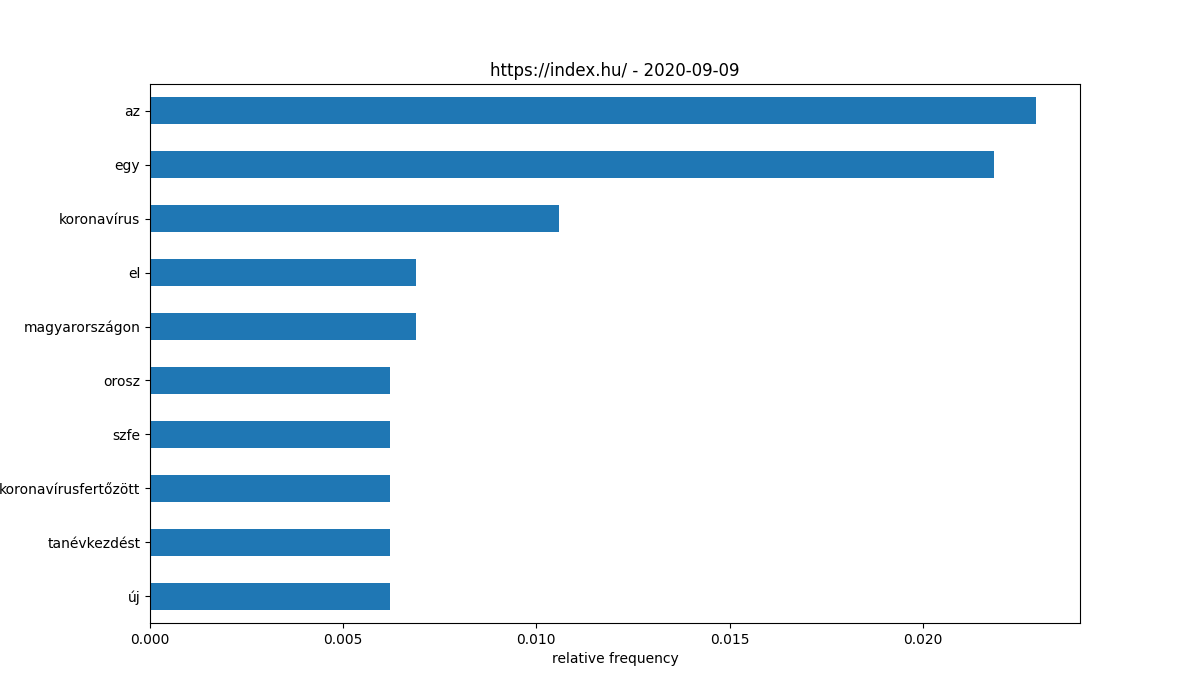 https://index.hu/ - 2020-09-09
az
egy
koronavírus
el
magyarországon
orosz
szfe
koronavírusfertőzött
tanévkezdést
új
0.000 0.005 0.010 0.015 0.020
relative frequency